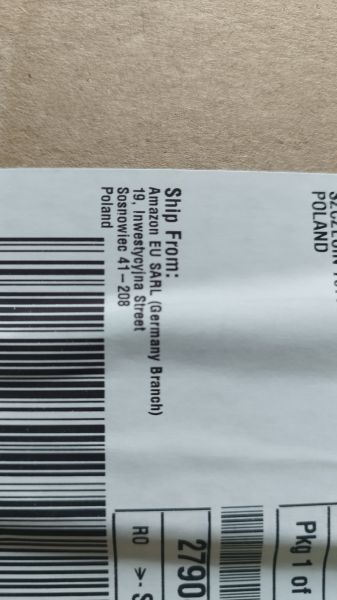 POLAND
Ship From:
Amazon EU SARL (Germany Branch)
19, Inwestycyjna Street
Sosnowiec 41-208
Poland
Pkg 1 of
2790
RO